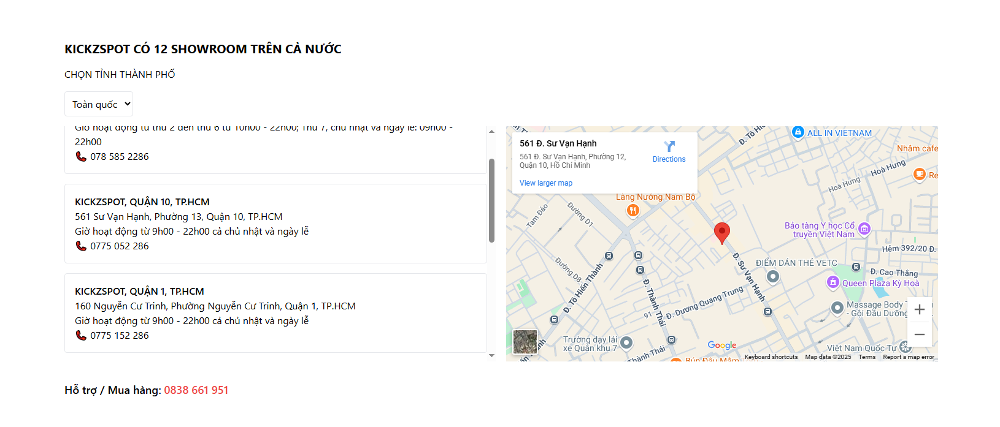 KICKZSPOT CÓ 12 SHOWROOM TRÊN CẢ NƯỚC
CHỌN TỈNH THÀNH PHỐ
Toàn quốc
Giờ hoạt động từ thứ 2 đến thứ 6 từ 10h00 - 22h00; Thứ 7, chủ nhật và ngày lễ: 09h00 -
22h00
078 585 2286
KICKZSPOT, QUẬN 10, TP.HCM
561 Sư Vạn Hạnh, Phường 13, Quận 10, TP.HCM
Giờ hoạt động từ 9h00 - 22h00 cả chủ nhật và ngày lễ
0775 052 286
KICKZSPOT, QUẬN 1, TP.HCM
160 Nguyễn Cư Trinh, Phường Nguyễn Cư Trinh, Quận 1, TP.HCM
Giờ hoạt động từ 9h00 - 22h00 cả chủ nhật và ngày lễ
0775 152 286
561 Đ. Sư Vạn Hạnh
561 Đ. Sư Vạn Hạnh, Phường 12,
Quận 10, Hồ Chí Minh
Directions
View larger map
Đ. Tô Hiế
ALL IN VIETNAM
Nhâm cafe
Hoà Hưng
Hoà Hưng
Re
Làng Nướng Nam Bộ
Tam Đảo
Đường D1
Bảo tàng Y học Cổ
truyền Việt Nam
Hẻm 392/20 Đ.
Đường D8
Đ. Tô Hiến Thành
Đ. Thành Thái
Đ. Sư Vạn Hạnh
ĐIỂM DÁN THẺ VETC
Đ. Cao Thắng
Queen Plaza Kỳ Hoà
91
Đ. Dương Quang Trung
Massage Body T
- Gội Đầu Dưỡng
Trường dạy lái
xe Quân khu 7
Thành Thái
Việt Nam Quốc Tự
Bún Đậu Mắm
Google
Keyboard shortcuts
Map data ©2025
Terms
Report a map error
Hỗ trợ / Mua hàng: 0838 661 951